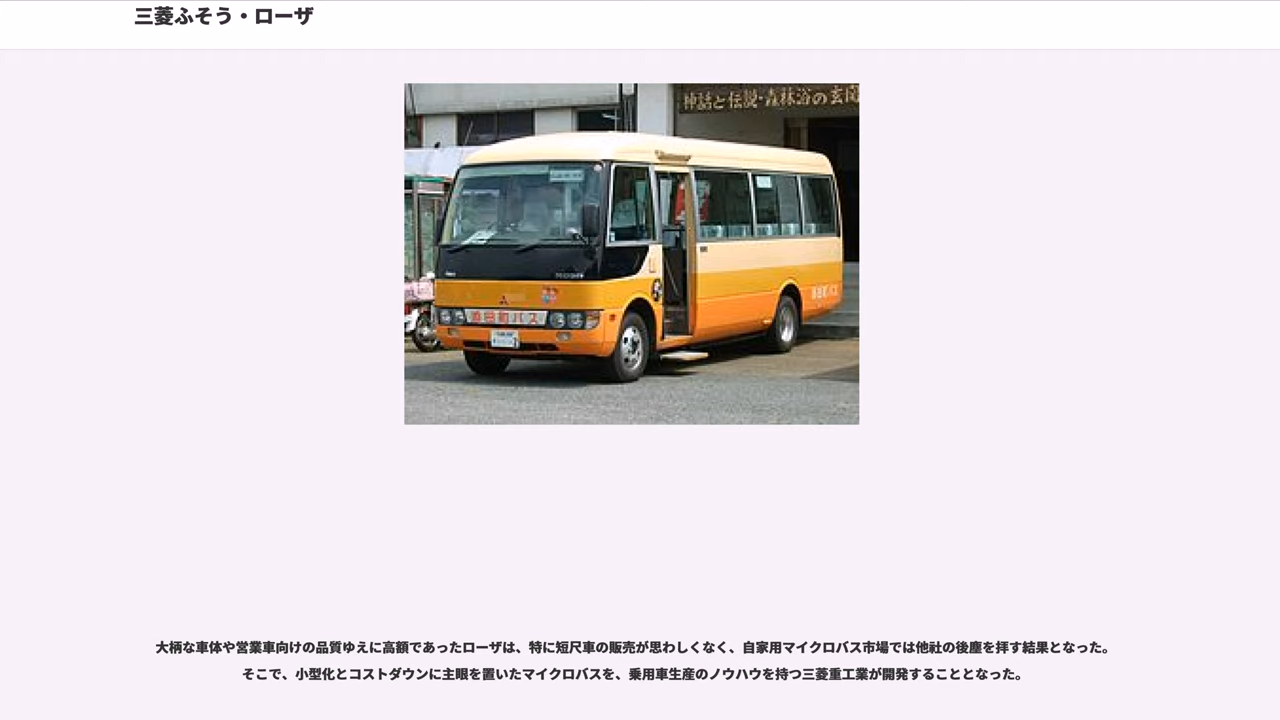 三菱ふそう・ローザ
神話と伝説・森林浴の玄関
町バス
町バス
大柄な車体や営業車向けの品質ゆえに高額であったローザは、特に短尺車の販売が思わしくなく、自家用マイクロバス市場では他社の後塵を拝す結果となった。
そこで、小型化とコストダウンに主眼を置いたマイクロバスを、乗用車生産のノウハウを持つ三菱重工業が開発することとなった。